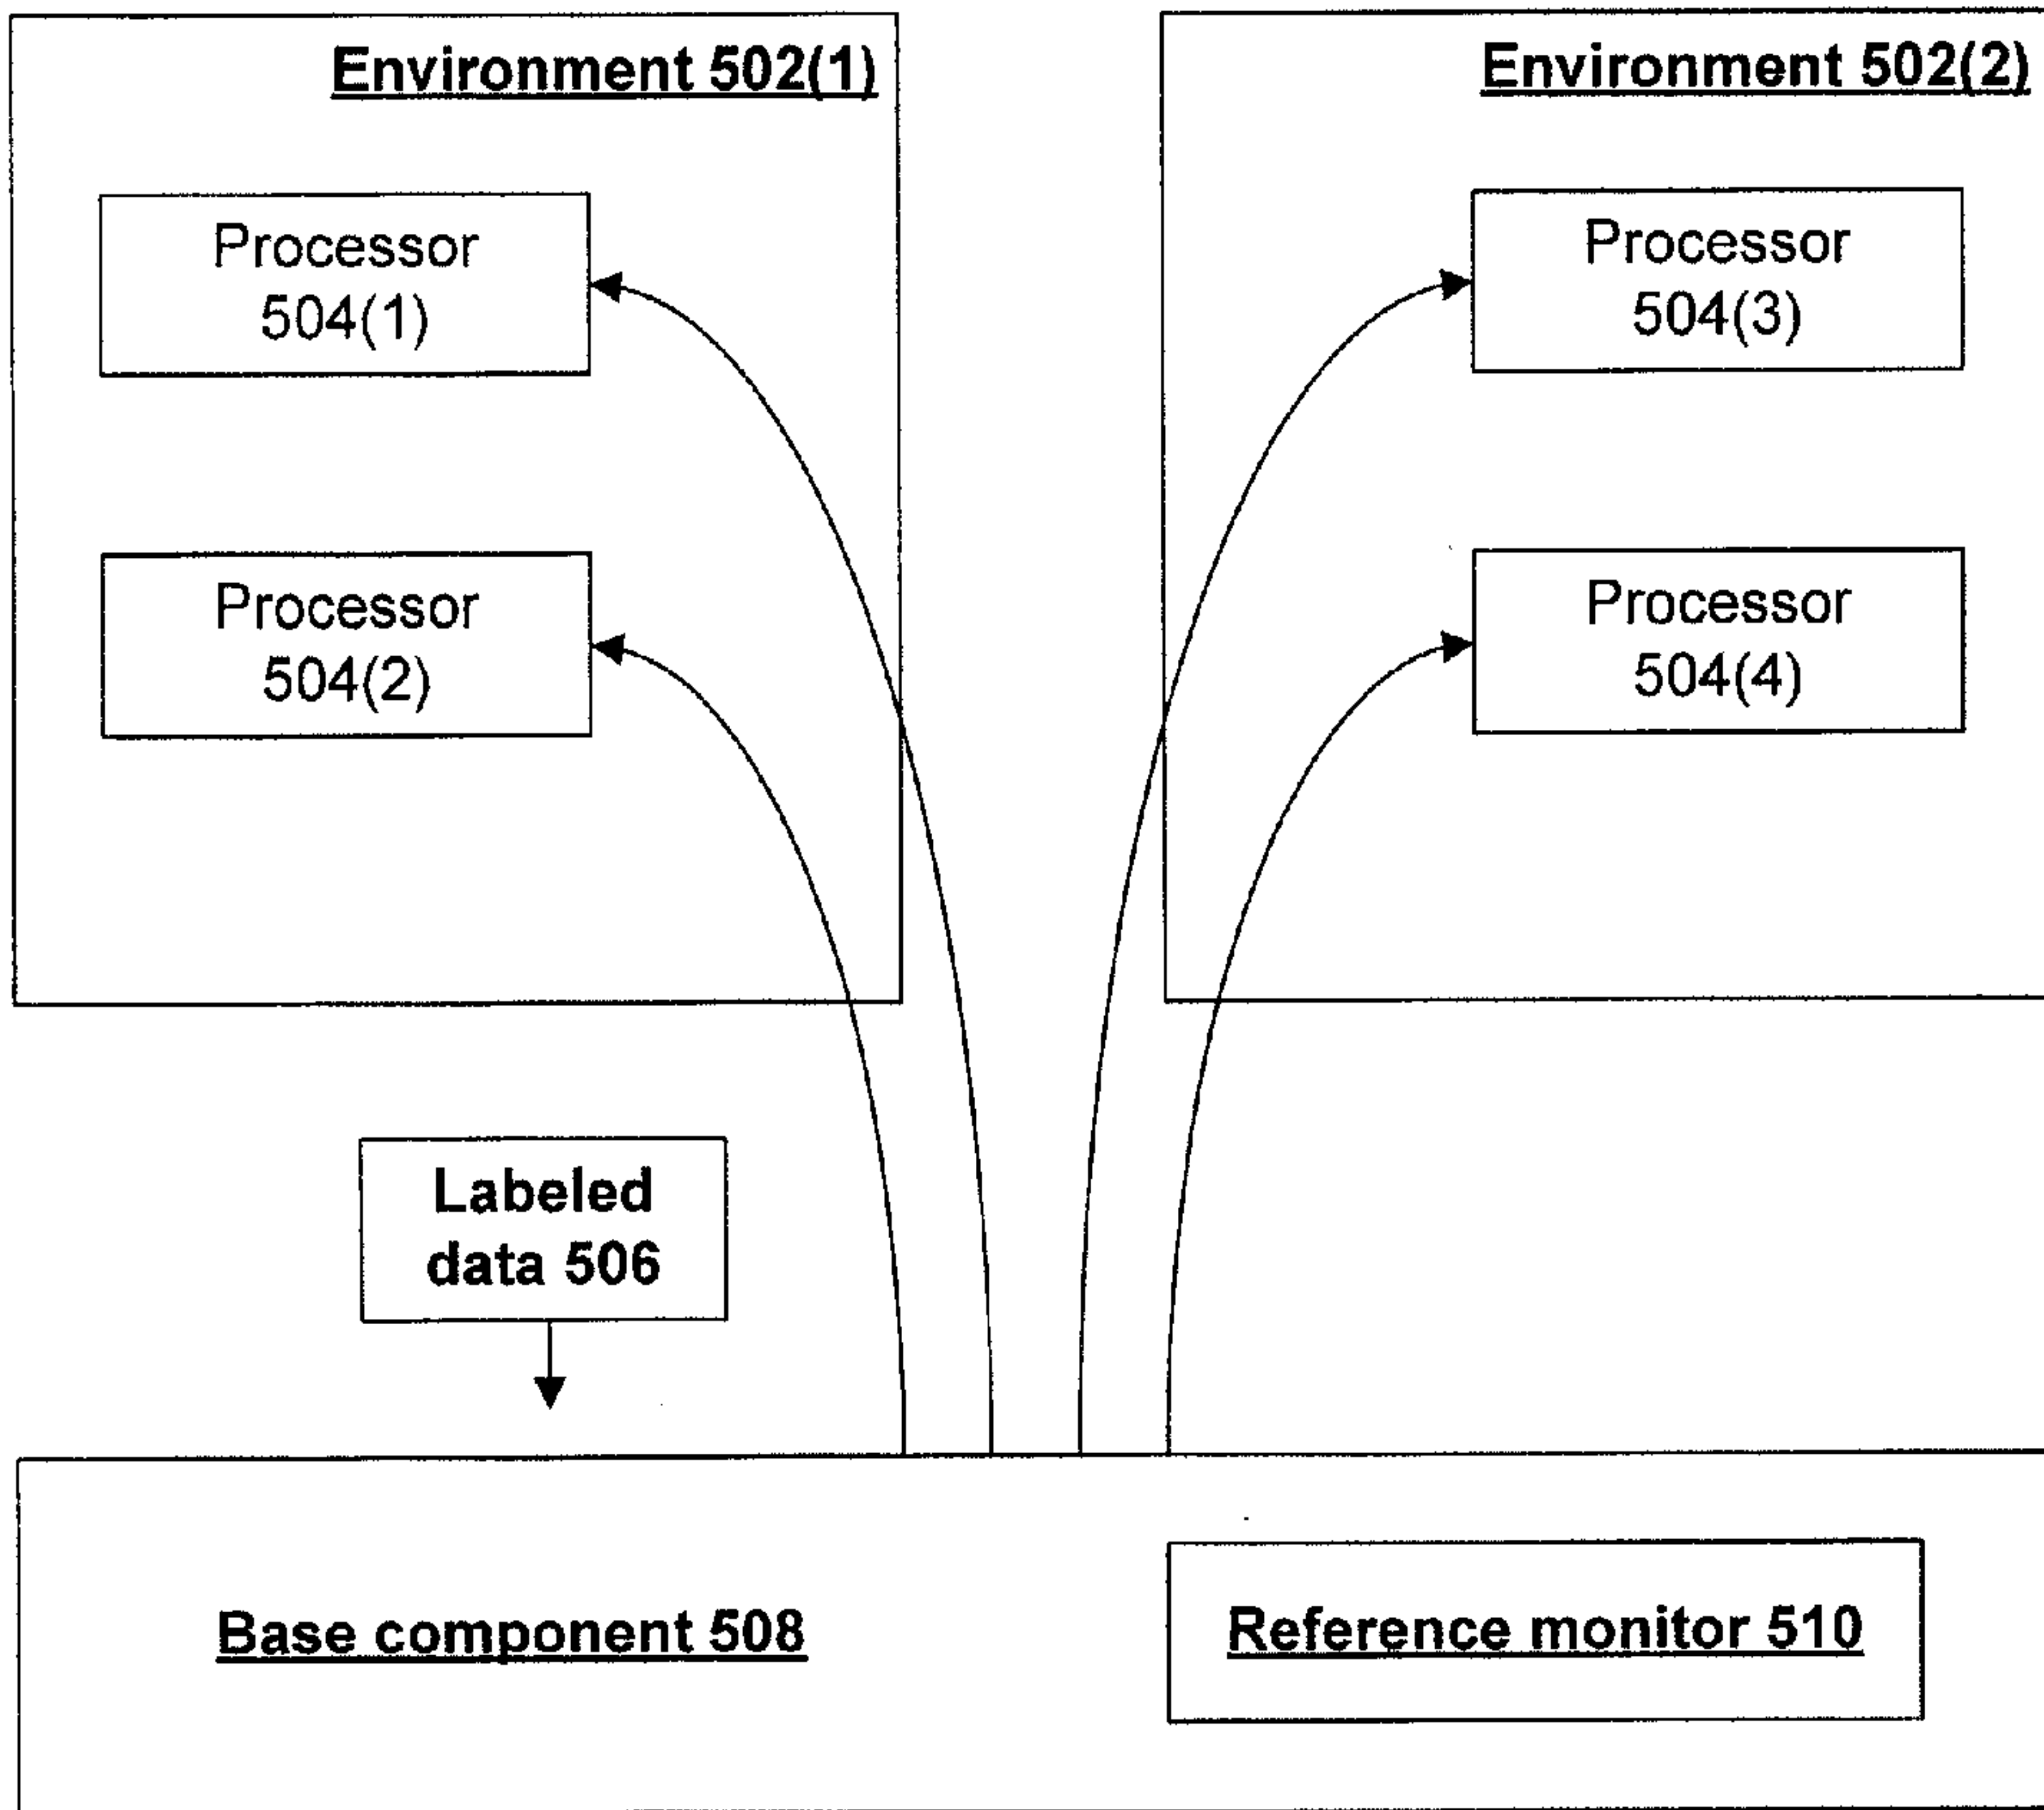 Environment 502(1)
Environment 502(2)
Processor
504(1)
Processor
504(3)
Processor
504(2)
Processor
504(4)
Labeled
data 506
Base component 508
Reference monitor 510